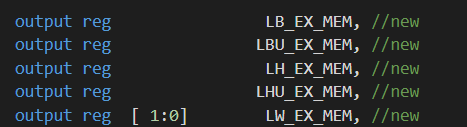 output reg LB_EX_MEM, //new
output reg LBU_EX_MEM, //new
output reg LH_EX_MEM, //new
output reg LHU_EX_MEM, //new
output reg [ 1:0] LW_EX_MEM, //new